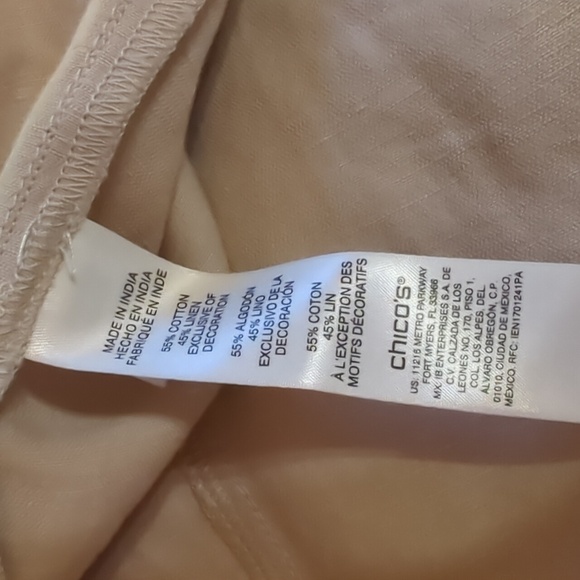 MADE IN INDIA
HECHO EN INDIA
FABRIQUE EN INDE
55% COTTON
45% LINEN
EXCLUSIVE OF
DECORATION
55% ALGODÓN
45% LINO
EXCLUSIVO DE LA
DECORACIÓN
55% COTON
45% LIN
À L'EXCEPTION DES
MOTIFS DÉCORATIFS
chico's®
US: 11215 METRO PARKWAY
FORT MYERS, FL 33966
MX: IB ENTERPRISES S.A. DE
C.V. CALZADA DE LOS
LEONES NO. 173, PISO 1,
COL. LOS ALPES, DEL.
ALVARO OBREGÓN, C.P.
01010, CIUDAD DE MEXICO,
MÉXICO. RFC: IEN1701241PA